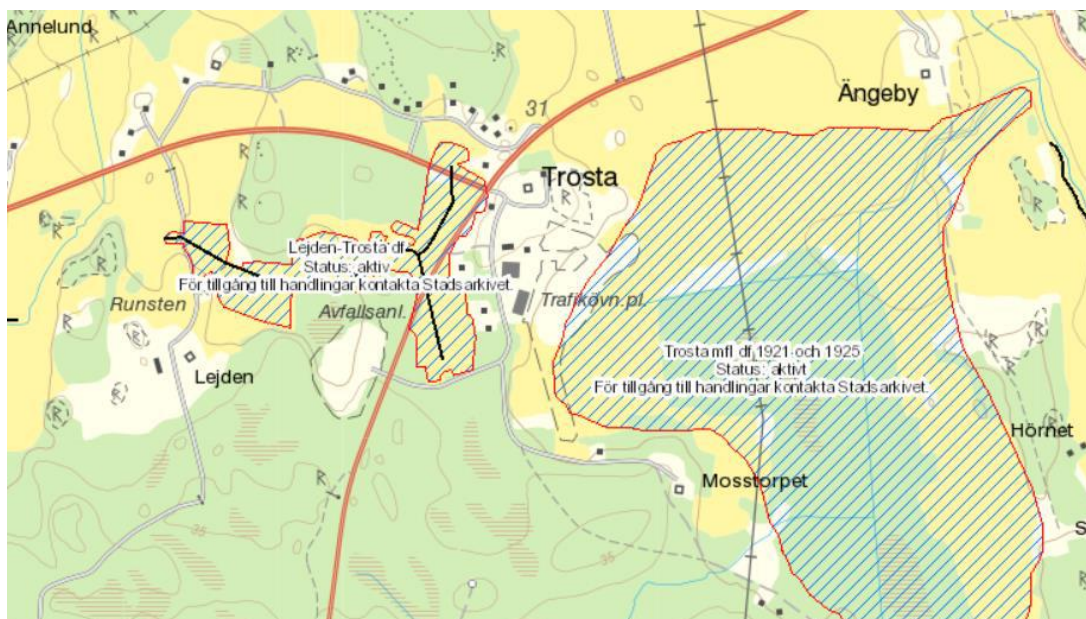 Annelund
31
Ängeby
Trosta
Lejden-Trosta df
Status: aktiv
För tillgång till handlingar kontakta Stadsarkivet.
Runsten
Avfallsanl.
Trafikövn.pl.
Lejden
Trosta mfl df 1921 och 1925
Status: aktivt
För tillgång till handlingar kontakta Stadsarkivet.
Hörnet
Mosstorpet
35
35
S